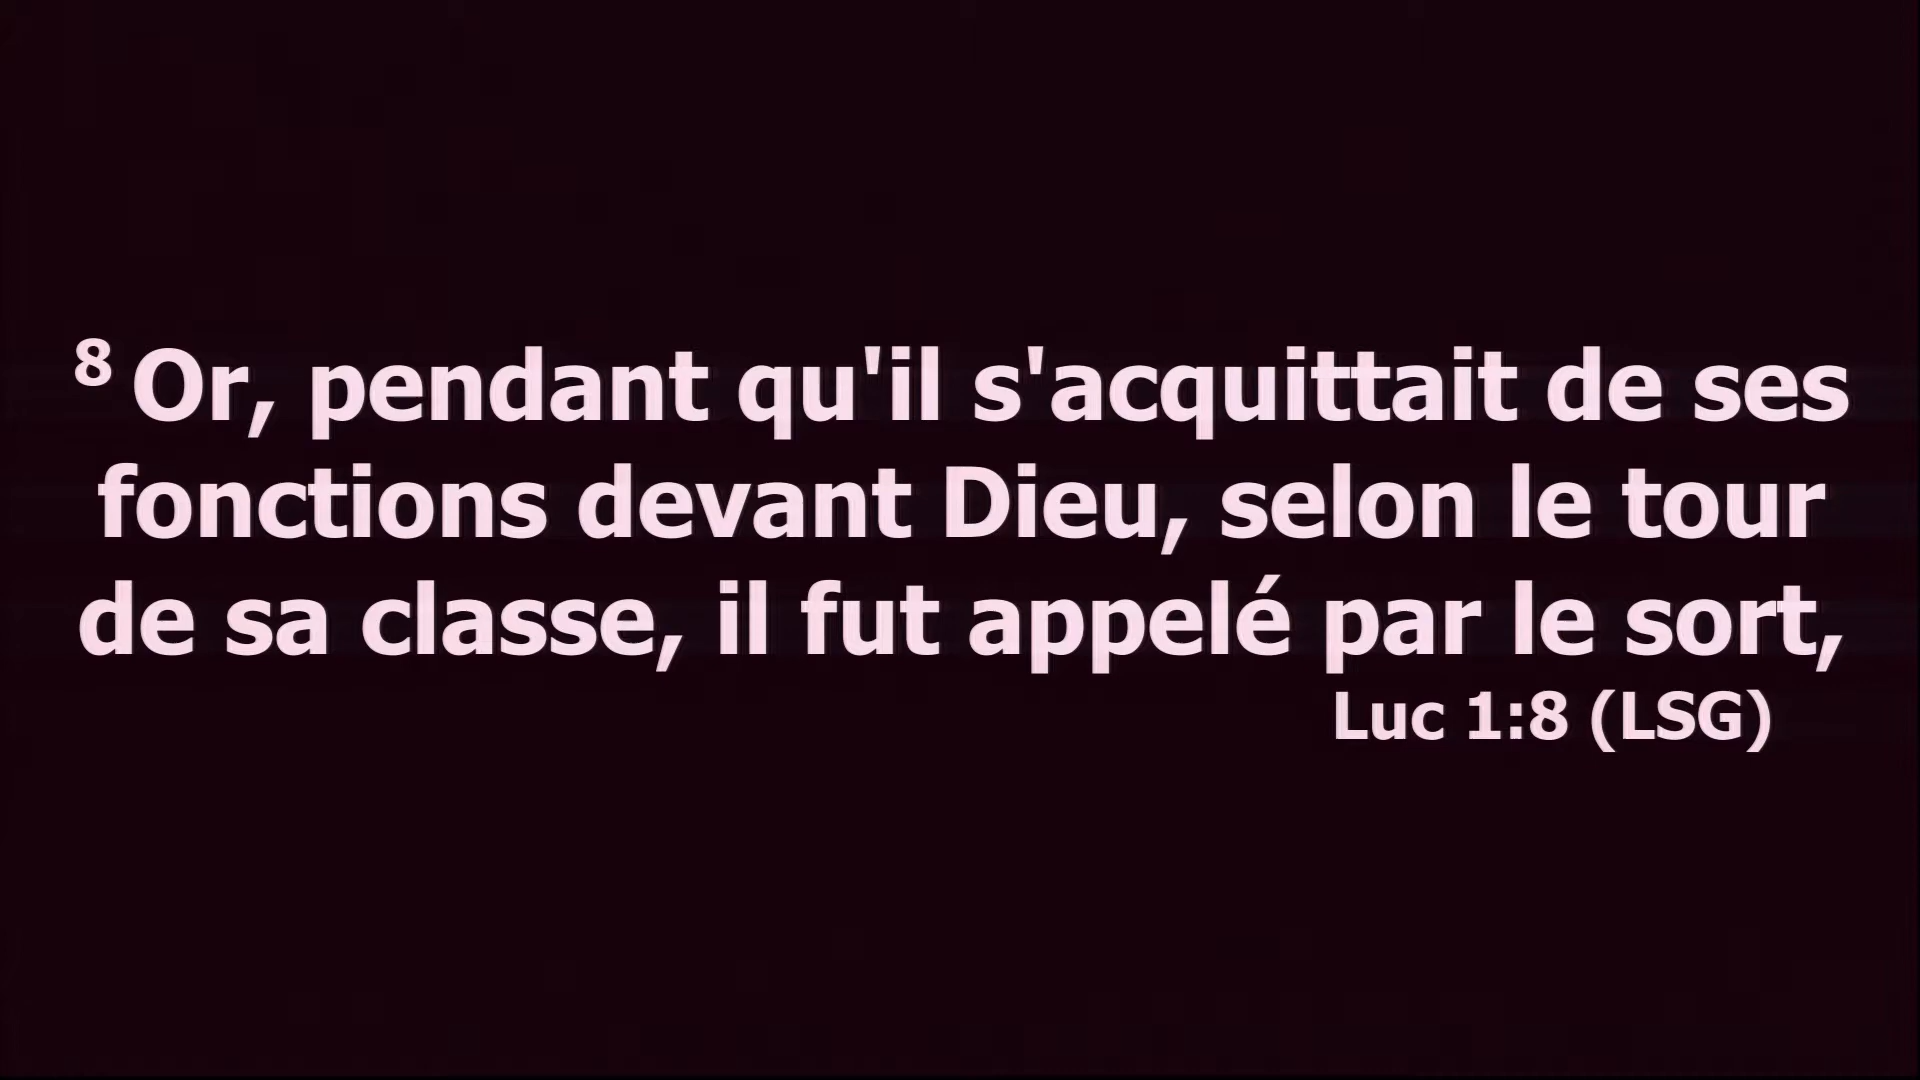 8 Or, pendant qu'il s'acquittait de ses
fonctions devant Dieu, selon le tour
de sa classe, il fut appelé par le sort,
Luc 1:8 (LSG)